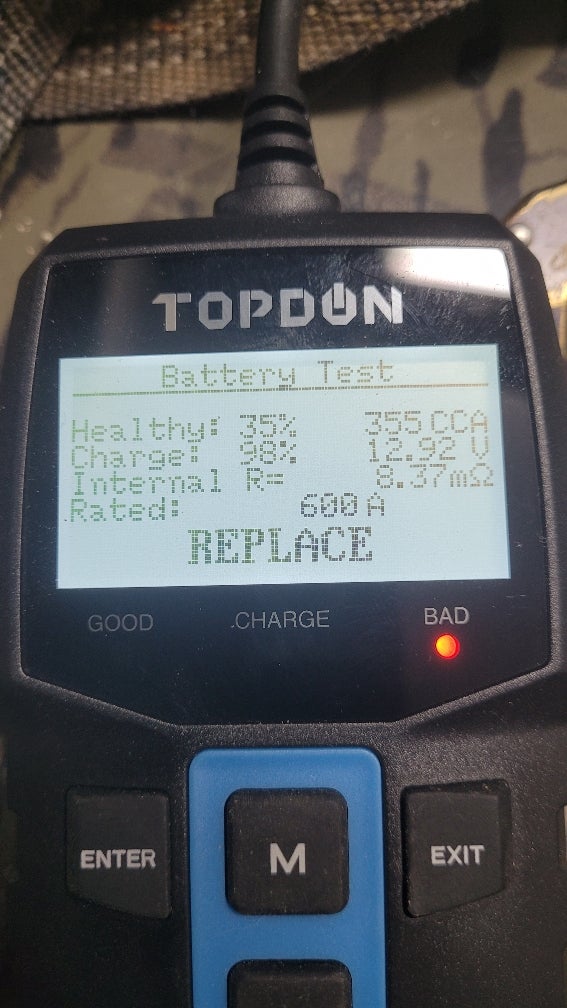 TOPDON
Battery Test
Healthy: 35% 355 CCA
Charge: 98% 12.92 V
Internal R= 8.37mΩ
Rated: 600 A
REPLACE
GOOD CHARGE BAD
ENTER M EXIT